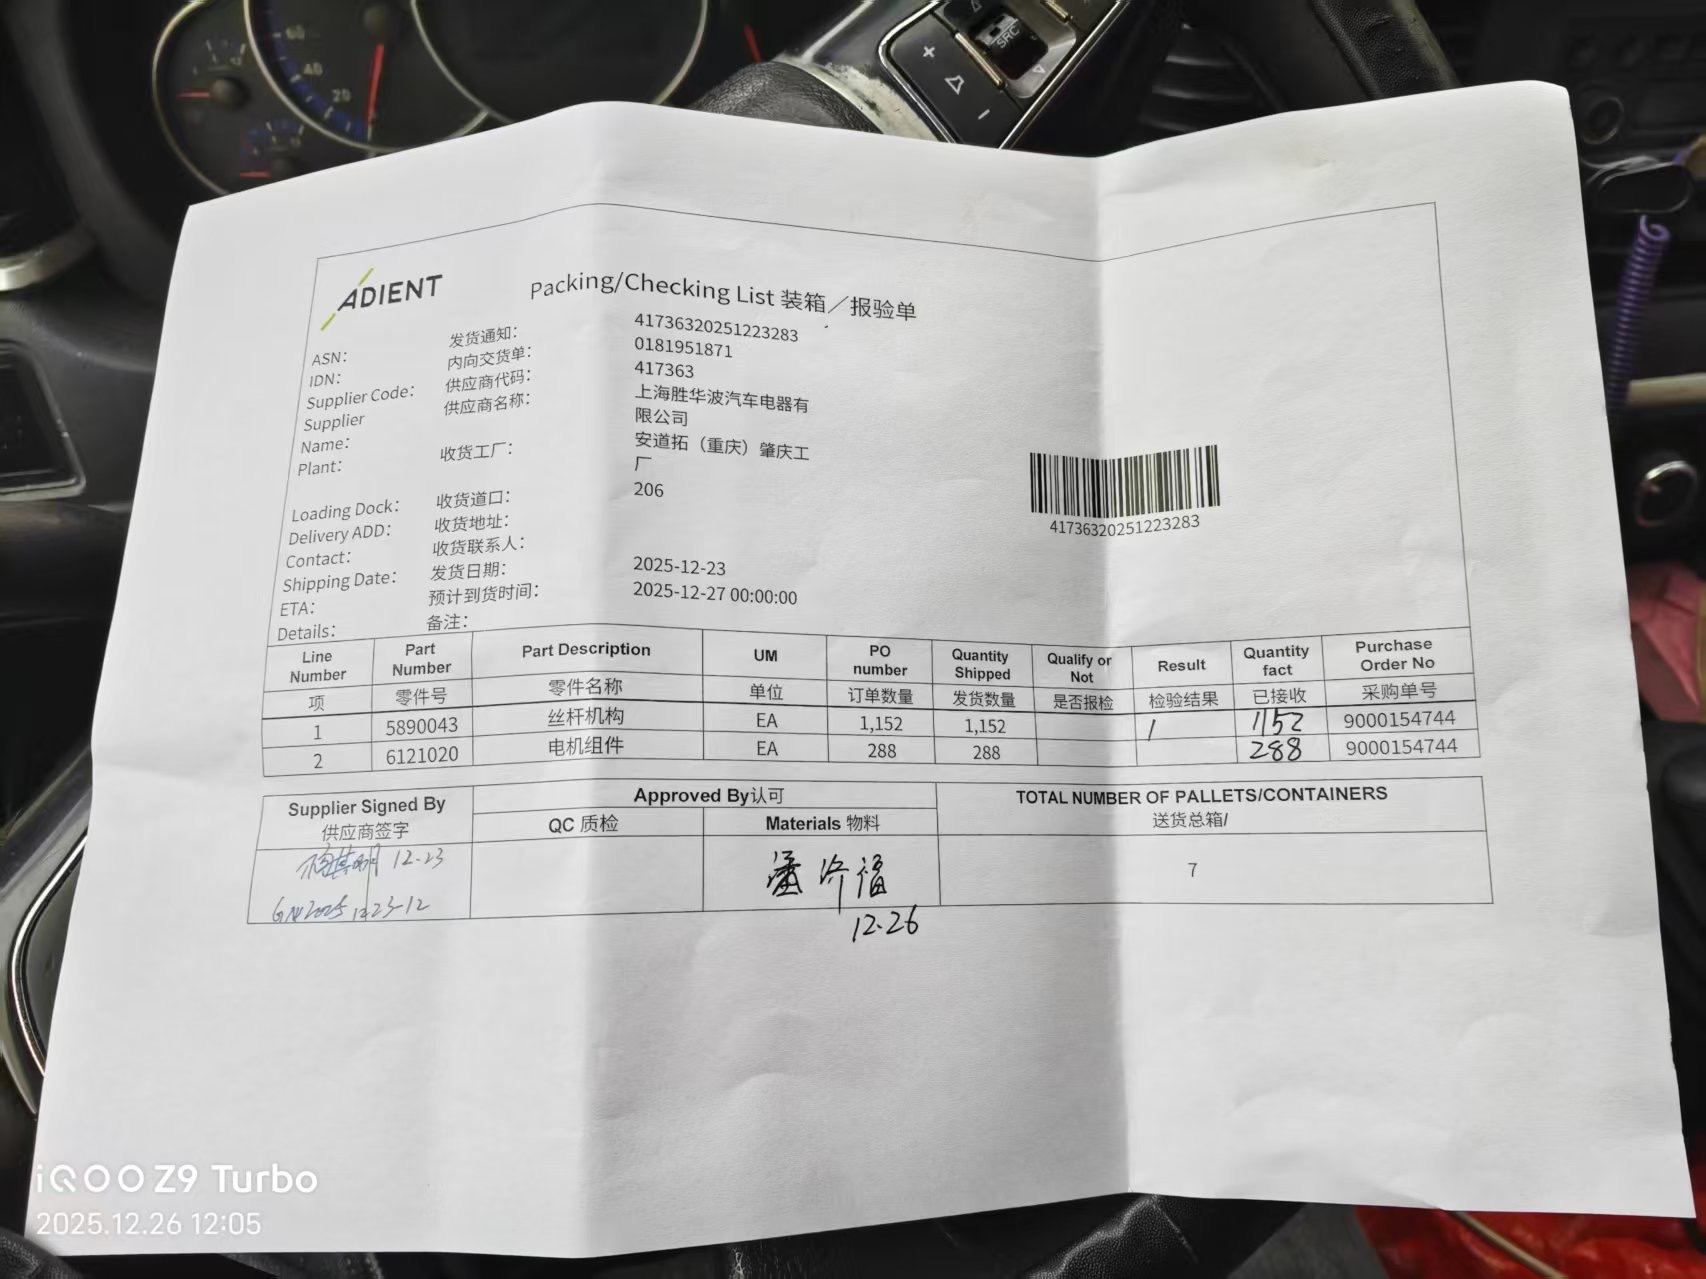 60
40
20
SRC
ADIENT
Packing/Checking List 装箱／报验单
ASN: 发货通知: 41736320251223283
IDN: 内向交货单: 0181951871
Supplier Code: 供应商代码: 417363
Supplier Name: 供应商名称: 上海胜华波汽车电器有限公司
Plant: 收货工厂: 安道拓（重庆）肇庆工厂
Loading Dock: 收货道口: 206
Delivery ADD: 收货地址:
Contact: 收货联系人:
Shipping Date: 发货日期: 2025-12-23
ETA: 预计到货时间: 2025-12-27 00:00:00
Details: 备注:
41736320251223283
Line Number Part Number Part Description UM PO number Quantity Shipped Qualify or Not Result Quantity fact Purchase Order No
项 零件号 零件名称 单位 订单数量 发货数量 是否报检 检验结果 已接收 采购单号
1 5890043 丝杆机构 EA 1,152 1,152 / 1152 9000154744
2 6121020 电机组件 EA 288 288 288 9000154744
Supplier Signed By 供应商签字 Approved By认可 TOTAL NUMBER OF PALLETS/CONTAINERS 送货总箱/
QC 质检 Materials 物料
12-23
潘济福 7
12.26
iQOO Z9 Turbo
2025.12.26 12:05